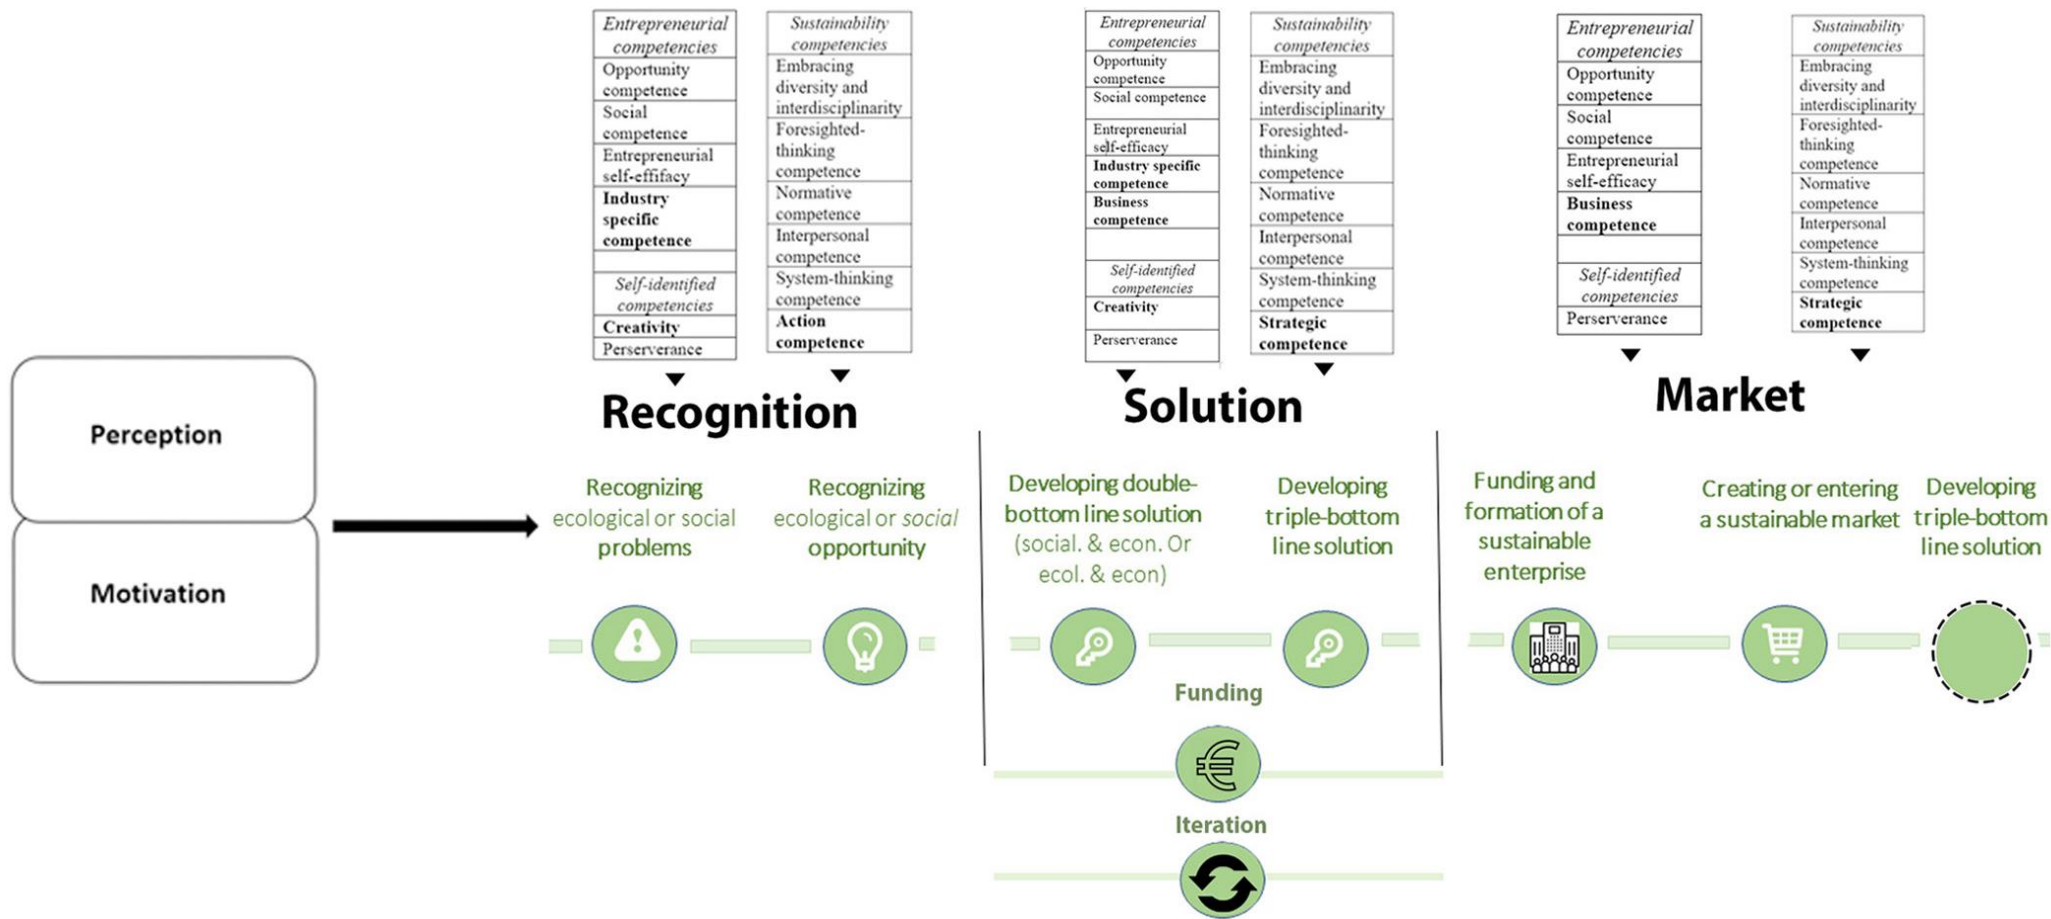 Entrepreneurial
competencies
Opportunity
competence
Social
competence
Entrepreneurial
self-effifacy
Industry
specific
competence
Self-identified
competencies
Creativity
Perserverance
Sustainability
competencies
Embracing
diversity and
interdisciplinarity
Foresighted-
thinking
competence
Normative
competence
Interpersonal
competence
System-thinking
competence
Action
competence
Entrepreneurial
competencies
Opportunity
competence
Social competence
Entrepreneurial
self-efficacy
Industry specific
competence
Business
competence
Self-identified
competencies
Creativity
Perserverance
Sustainability
competencies
Embracing
diversity and
interdisciplinarity
Foresighted-
thinking
competence
Normative
competence
Interpersonal
competence
System-thinking
competence
Strategic
competence
Entrepreneurial
competencies
Opportunity
competence
Social
competence
Entrepreneurial
self-efficacy
Business
competence
Self-identified
competencies
Perserverance
Sustainability
competencies
Embracing
diversity and
interdisciplinarity
Foresighted-
thinking
competence
Normative
competence
Interpersonal
competence
System-thinking
competence
Strategic
competence
Perception
Motivation
Recognition
Solution
Market
Recognizing
ecological or social
problems
Recognizing
ecological or social
opportunity
Developing double-
bottom line solution
(social. & econ. Or
ecol. & econ)
Developing
triple-bottom
line solution
Funding and
formation of a
sustainable
enterprise
Creating or entering
a sustainable market
Developing
triple-bottom
line solution
Funding
€
Iteration